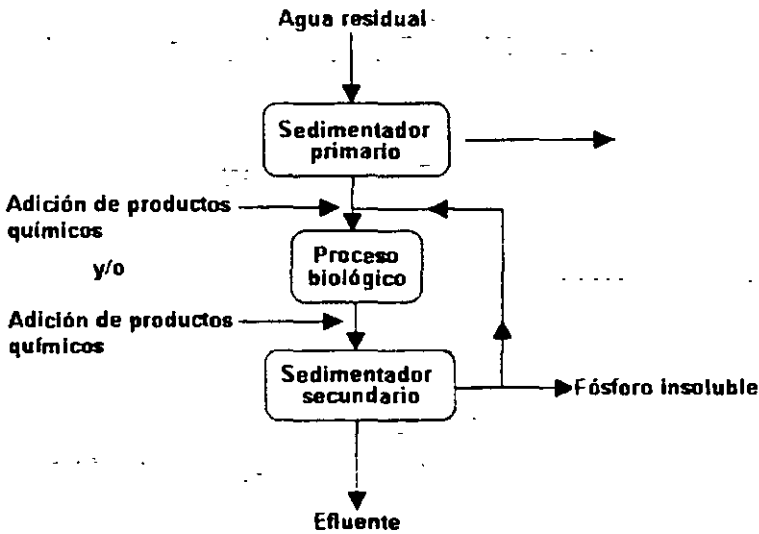 Agua residual
Sedimentador
primario
Adición de productos
químicos
y/o
Proceso
biológico
Adición de productos
químicos
Sedimentador
secundario
Fósforo insoluble
Efluente